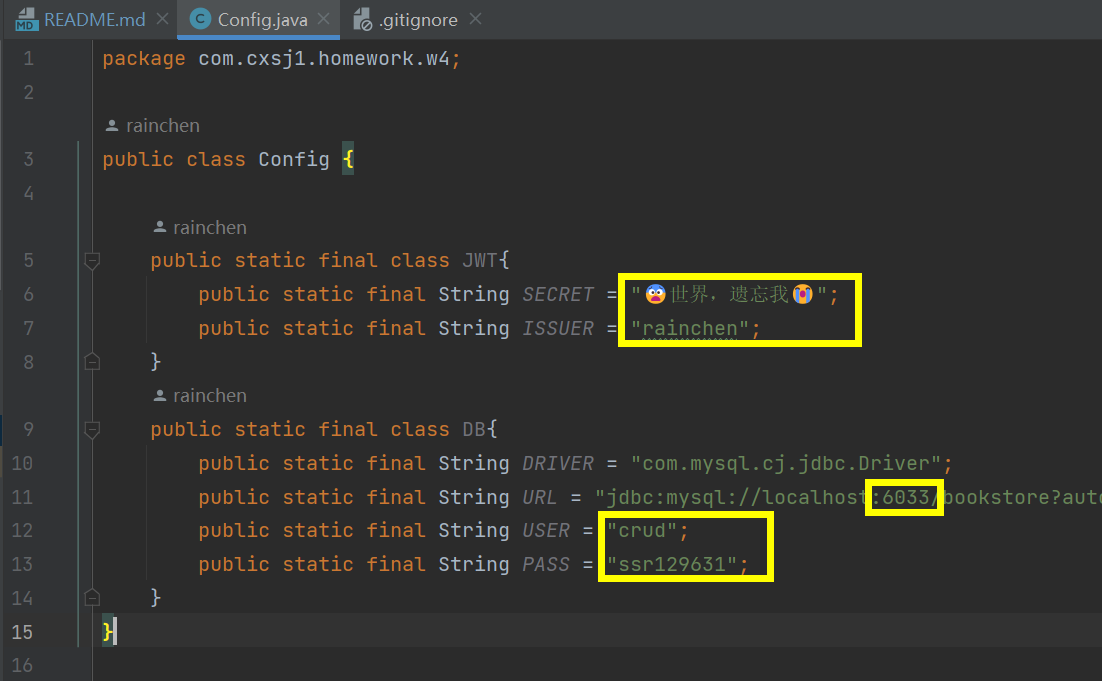 README.md Config.java .gitignore
1 package com.cxsj1.homework.w4;
2
rainchen
3 public class Config {
4
rainchen
5 public static final class JWT{
6 public static final String SECRET = "😨世界，遗忘我😭";
7 public static final String ISSUER = "rainchen";
8 }
rainchen
9 public static final class DB{
10 public static final String DRIVER = "com.mysql.cj.jdbc.Driver";
11 public static final String URL = "jdbc:mysql://localhost:6033/bookstore?auto
12 public static final String USER = "crud";
13 public static final String PASS = "ssr129631";
14 }
15 }
16